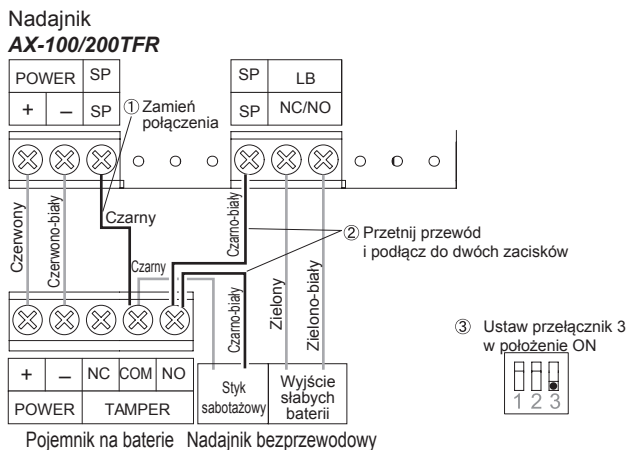 Nadajnik
AX-100/200TFR
POWER SP
+ – SP
① Zamień
połączenia
SP LB
SP NC/NO
Czerwony
Czerwono-biały
Czarny
Czarny
Czarno-biały
Czarno-biały
Zielony
Zielono-biały
② Przetnij przewód
i podłącz do dwóch zacisków
③ Ustaw przełącznik 3
w położenie ON
1 2 3
+ – NC COM NO
POWER TAMPER
Styk
sabotażowy
Wyjście
słabych
baterii
Pojemnik na baterie Nadajnik bezprzewodowy